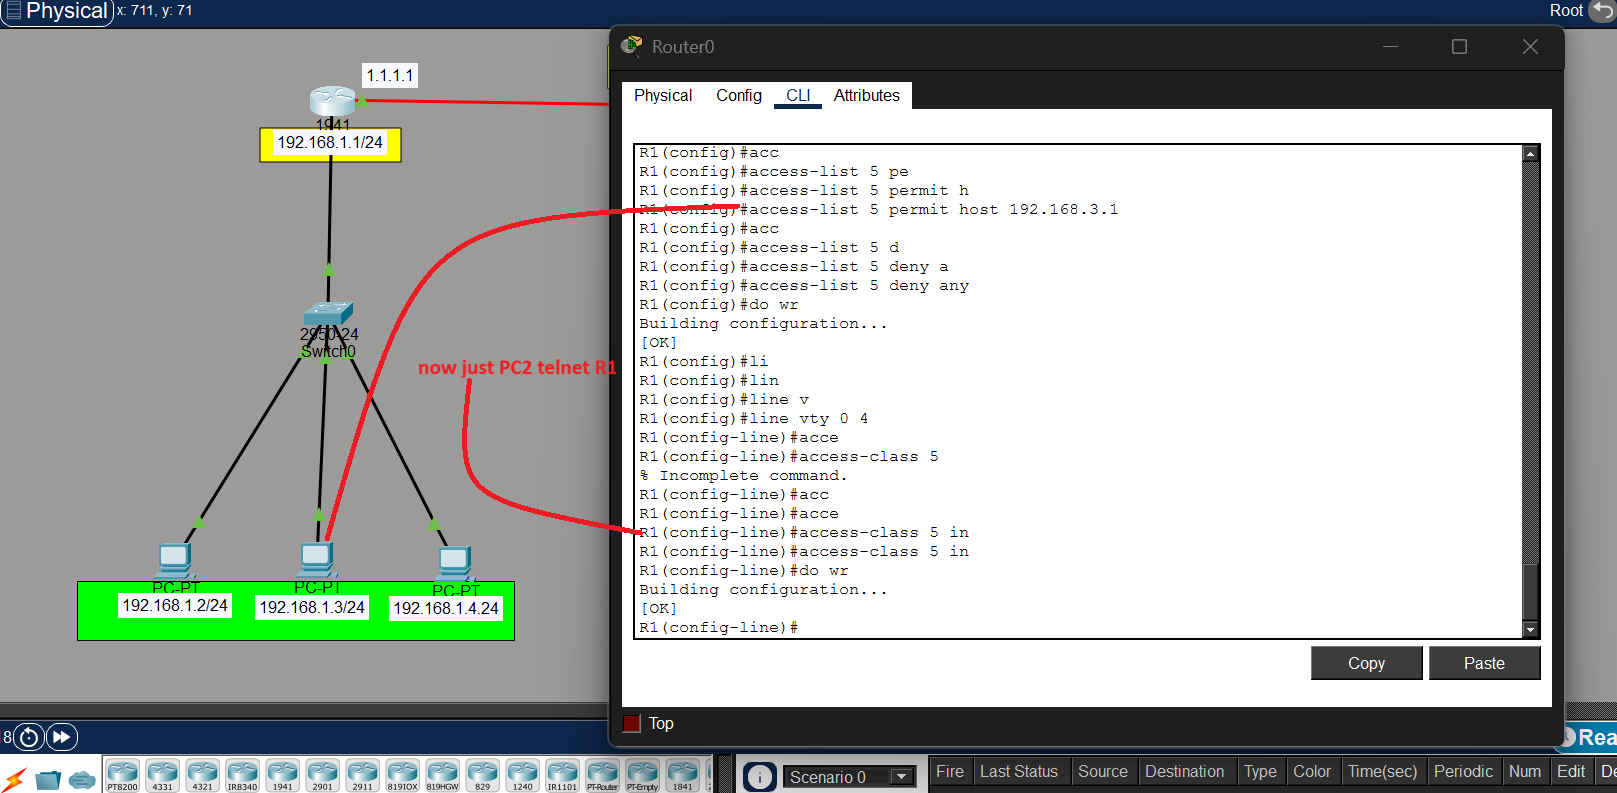 Physical
x: 711, y: 71
Root
Router0
1.1.1.1
1941
192.168.1.1/24
2950-24
Switch0
now just PC2 telnet R1
PC-PT
PC-PT
PC-PT
192.168.1.2/24
192.168.1.3/24
192.168.1.4.24
Physical Config CLI Attributes
R1(config)#acc
R1(config)#access-list 5 pe
R1(config)#access-list 5 permit h
R1(config)#access-list 5 permit host 192.168.3.1
R1(config)#acc
R1(config)#access-list 5 d
R1(config)#access-list 5 deny a
R1(config)#access-list 5 deny any
R1(config)#do wr
Building configuration...
[OK]
R1(config)#li
R1(config)#lin
R1(config)#line v
R1(config)#line vty 0 4
R1(config-line)#acce
R1(config-line)#access-class 5
% Incomplete command.
R1(config-line)#acc
R1(config-line)#acce
R1(config-line)#access-class 5 in
R1(config-line)#access-class 5 in
R1(config-line)#do wr
Building configuration...
[OK]
R1(config-line)#
Copy Paste
Top
8
Rea
PT8200 4331 4321 IR8340 1941 2901 2911 819IOX 819HGW 829 1240 IR1101 PT-Router PT-Empty 1841
Scenario 0
Fire Last Status Source Destination Type Color Time(sec) Periodic Num Edit De